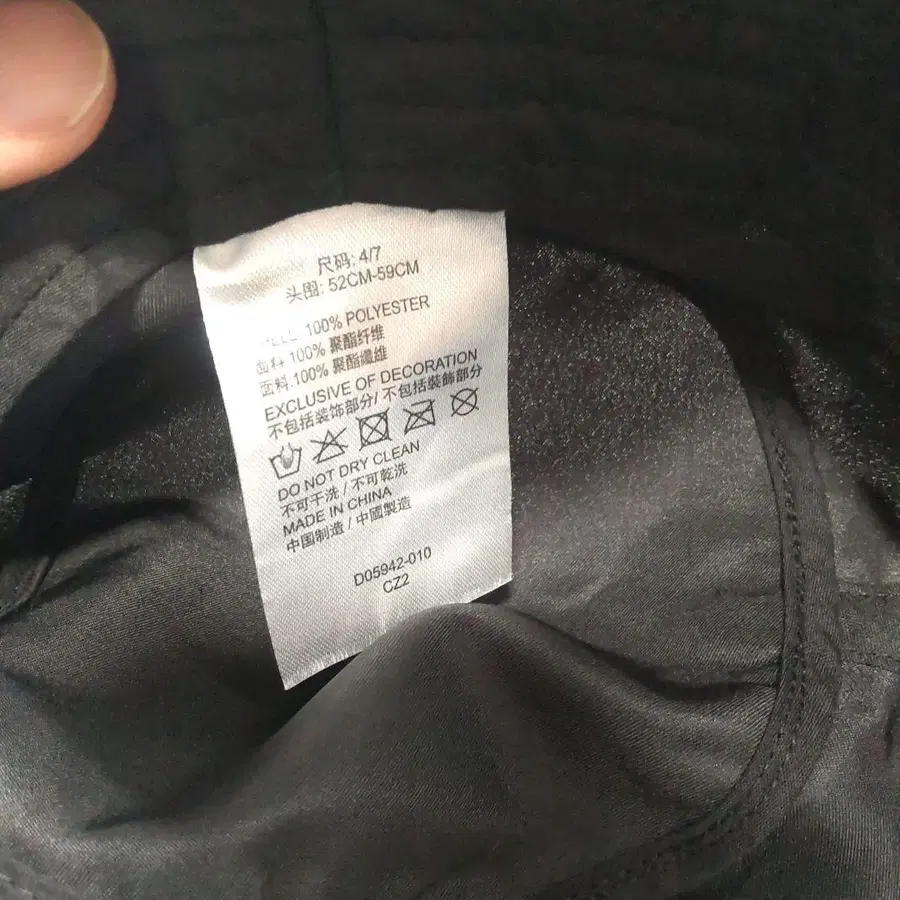 尺码: 4/7
头围: 52CM-59CM
100% POLYESTER
面料 100% 聚酯纤维
面料.100% 聚酯纖維
EXCLUSIVE OF DECORATION
不包括装饰部分/ 不包括裝飾部分
DO NOT DRY CLEAN
不可干洗 / 不可乾洗
MADE IN CHINA
中国制造 / 中國製造
D05942-010
CZ2